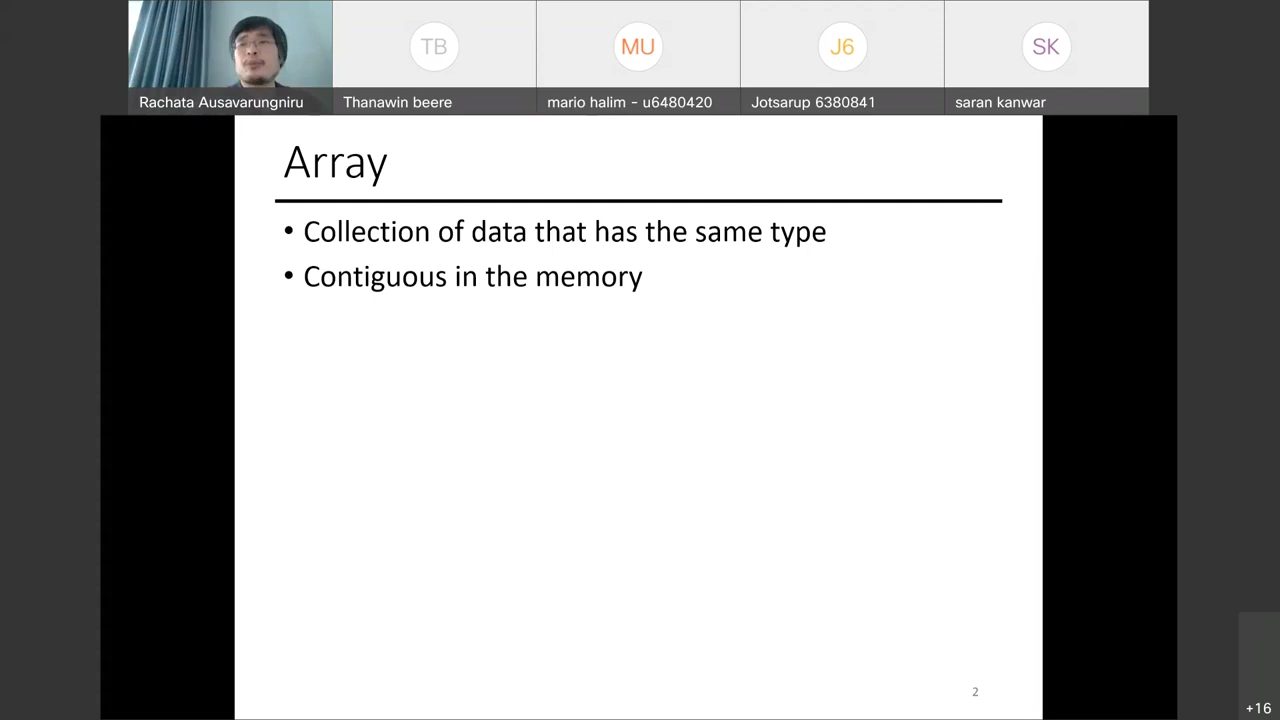 TB
MU
J6
SK
Rachata Ausavarungniru
Thanawin beere
mario halim - u6480420
Jotsarup 6380841
saran kanwar
Array
• Collection of data that has the same type
• Contiguous in the memory
2
+16